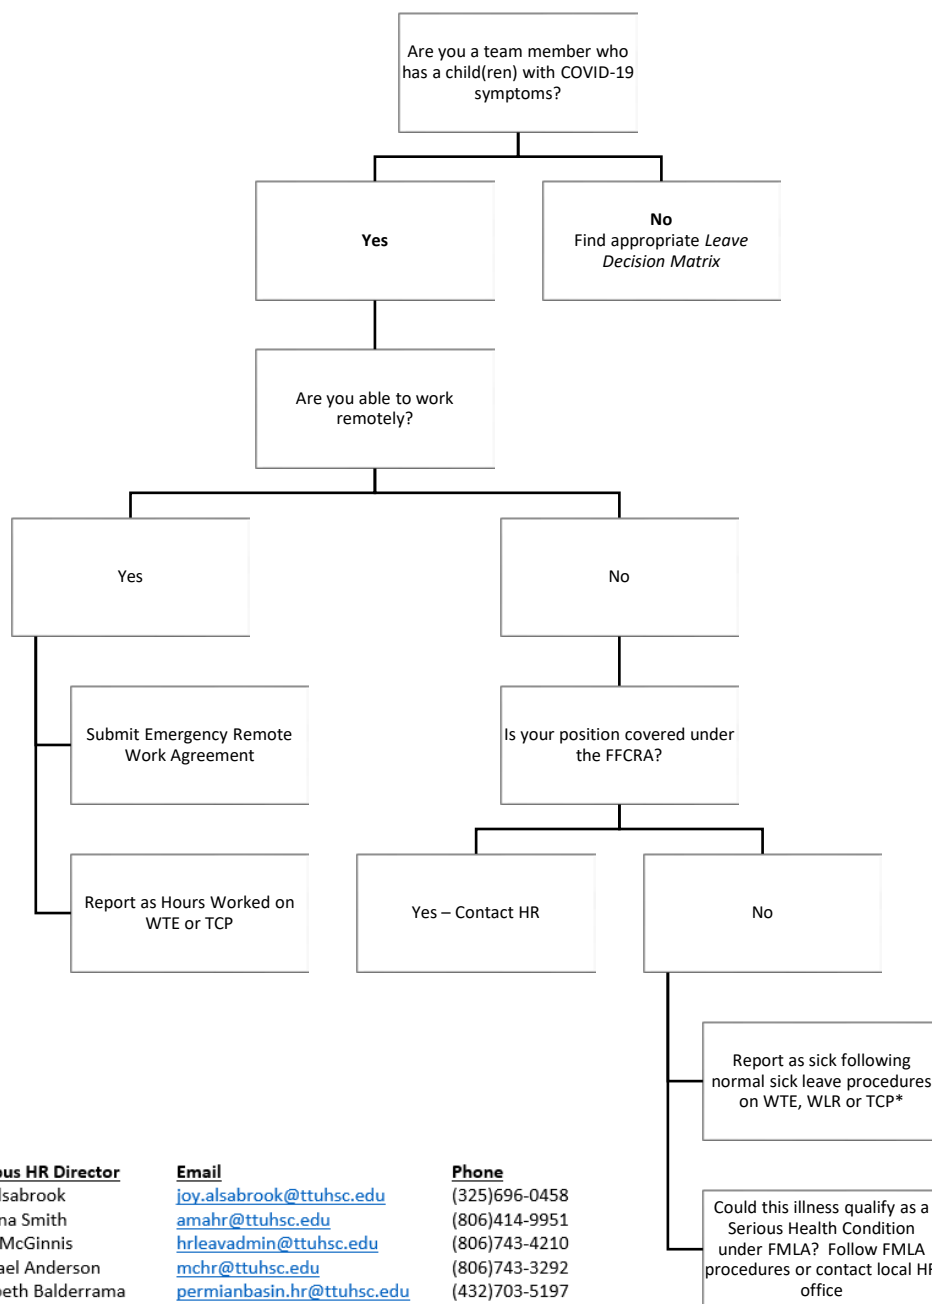 Are you a team member who
has a child(ren) with COVID-19
symptoms?
Yes
No
Find appropriate Leave
Decision Matrix
Are you able to work
remotely?
Yes
No
Submit Emergency Remote
Work Agreement
Is your position covered under
the FFCRA?
Report as Hours Worked on
WTE or TCP
Yes – Contact HR
No
Report as sick following
normal sick leave procedures
on WTE, WLR or TCP*
Could this illness qualify as a
Serious Health Condition
under FMLA? Follow FMLA
procedures or contact local HR
office
HR Director Email Phone
joy.alsabrook@ttuhsc.edu (325)696-0458
Smith amahr@ttuhsc.edu (806)414-9951
McGinnis hrleavadmin@ttuhsc.edu (806)743-4210
Anderson mchr@ttuhsc.edu (806)743-3292
Balderrama permianbasin.hr@ttuhsc.edu (432)703-5197